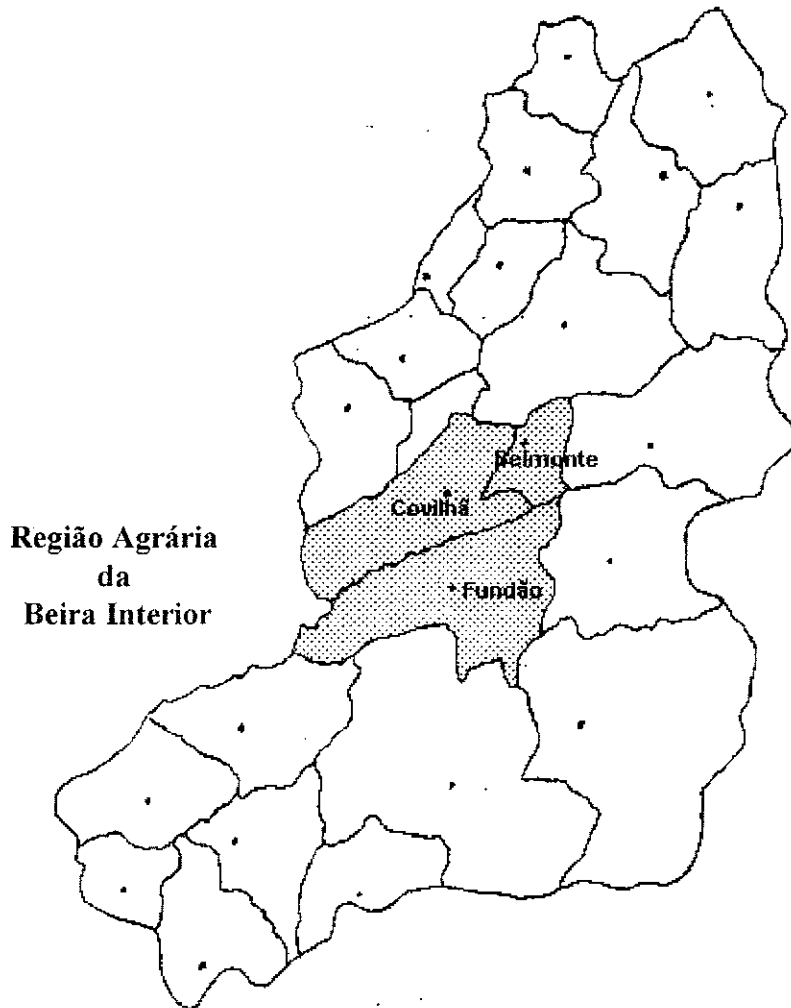 Belmonte
Covilhã
Fundão
Região Agrária
da
Beira Interior